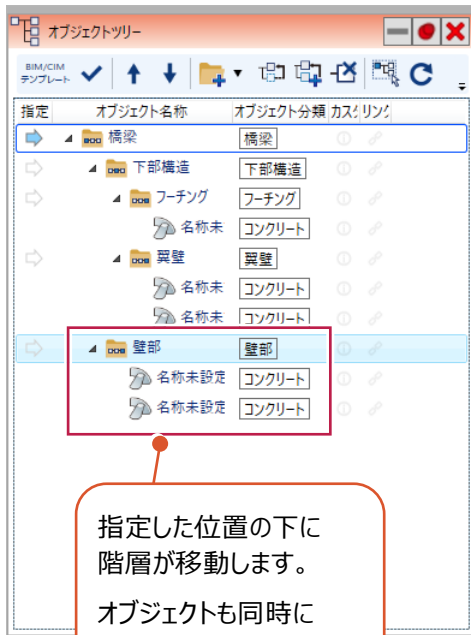 オブジェクトツリー
BIM/CIM
テンプレート
指定 オブジェクト名称 オブジェクト分類 カスタ リンク
橋梁 橋梁
下部構造 下部構造
フーチング フーチング
名称未 コンクリート
翼壁 翼壁
名称未 コンクリート
名称未 コンクリート
壁部 壁部
名称未設定 コンクリート
名称未設定 コンクリート
指定した位置の下に
階層が移動します。
オブジェクトも同時に